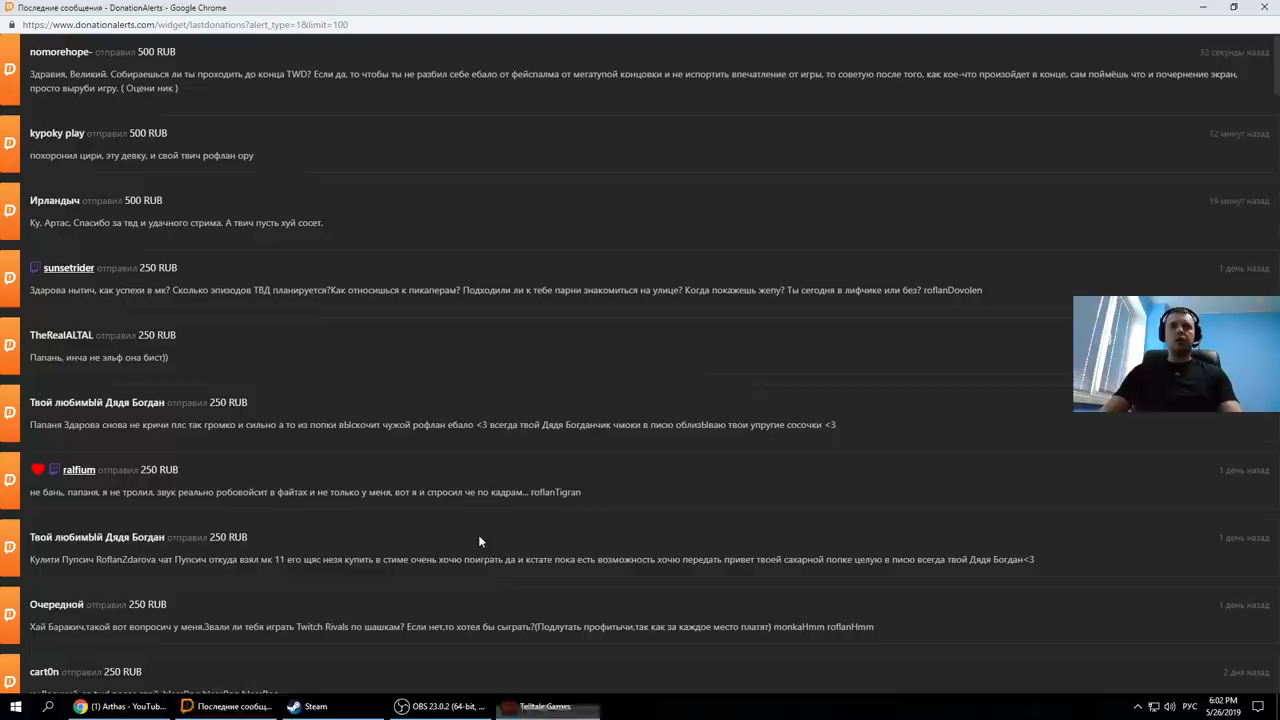 Последние сообщения - DonationAlerts - Google Chrome
https://www.donationalerts.com/widget/lastdonations?alert_type=1&limit=100
nomorehope- отправил 500 RUB
32 секунды назад
Здравия, Великий. Собираешься ли ты проходить до конца TWD? Если да, то чтобы ты не разбил себе ебало от фейспалма от мегатупой концовки и не испортить впечатление от игры, то советую после того, как кое-что произойдет в конце, сам поймёшь что и почернение экран,
просто выруби игру. ( Оцени ник )
kypoky play отправил 500 RUB
12 минут назад
похоронил цири, эту девку, и свой твич рофлан ору
Ирландыч отправил 500 RUB
19 минут назад
Ку, Артас. Спасибо за твд и удачного стрима. А твич пусть хуй сосет.
sunsetrider отправил 250 RUB
1 день назад
Здарова нытич, как успехи в мк? Сколько эпизодов ТВД планируется?Как относишься к пикаперам? Подходили ли к тебе парни знакомиться на улице? Когда покажешь жепу? Ты сегодня в лифчике или без? roflanDovolen
TheRealALTAL отправил 250 RUB
Папань, инча не эльф она бист))
Твой любимЫй Дядя Богдан отправил 250 RUB
Папаня Здарова снова не кричи плс так громко и сильно а то из попки вЫскочит чужой рофлан ебало <3 всегда твой Дядя Богданчик чмоки в писю облизЫваю твои упругие сосочки <3
ralfium отправил 250 RUB
1 день назад
не бань, папаня, я не тролил, звук реально робовойсит в файтах и не только у меня, вот я и спросил че по кадрам... roflanTigran
Твой любимЫй Дядя Богдан отправил 250 RUB
1 день назад
Кулити Пупсич RoflanZdarova чат Пупсич откуда взял мк 11 его щяс незя купить в стиме очень хочю поиграть да и кстате пока есть возможность хочю передать привет твоей сахарной попке целую в писю всегда твой Дядя Богдан<3
Очередной отправил 250 RUB
1 день назад
Хай Баракич,такой вот вопросич у меня.Звали ли тебя играть Twitch Rivals по шашкам? Если нет,то хотел бы сыграть?(Подлутать профитычи,так как за каждое место платят) monkaHmm roflanHmm
cart0n отправил 250 RUB
2 дня назад
(1) Arthas - YouTub...
Последние сообщ...
Steam
OBS 23.0.2 (64-bit, ...
Telltale Games
РУС
6:02 PM
5/26/2019